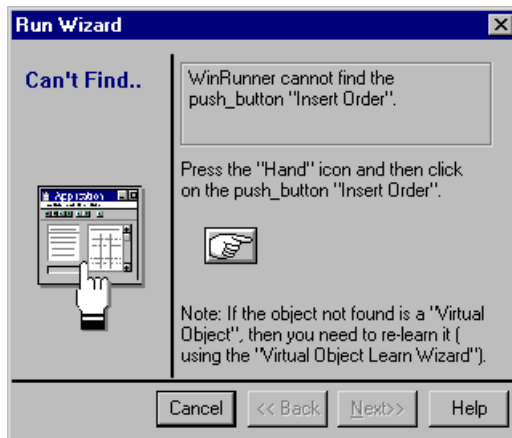 Run Wizard
Can't Find..
WinRunner cannot find the
push_button "Insert Order".
Press the "Hand" icon and then click
on the push_button "Insert Order".
Application
Note: If the object not found is a "Virtual
Object", then you need to re-learn it (
using the "Virtual Object Learn Wizard").
Cancel
<< Back
Next>>
Help